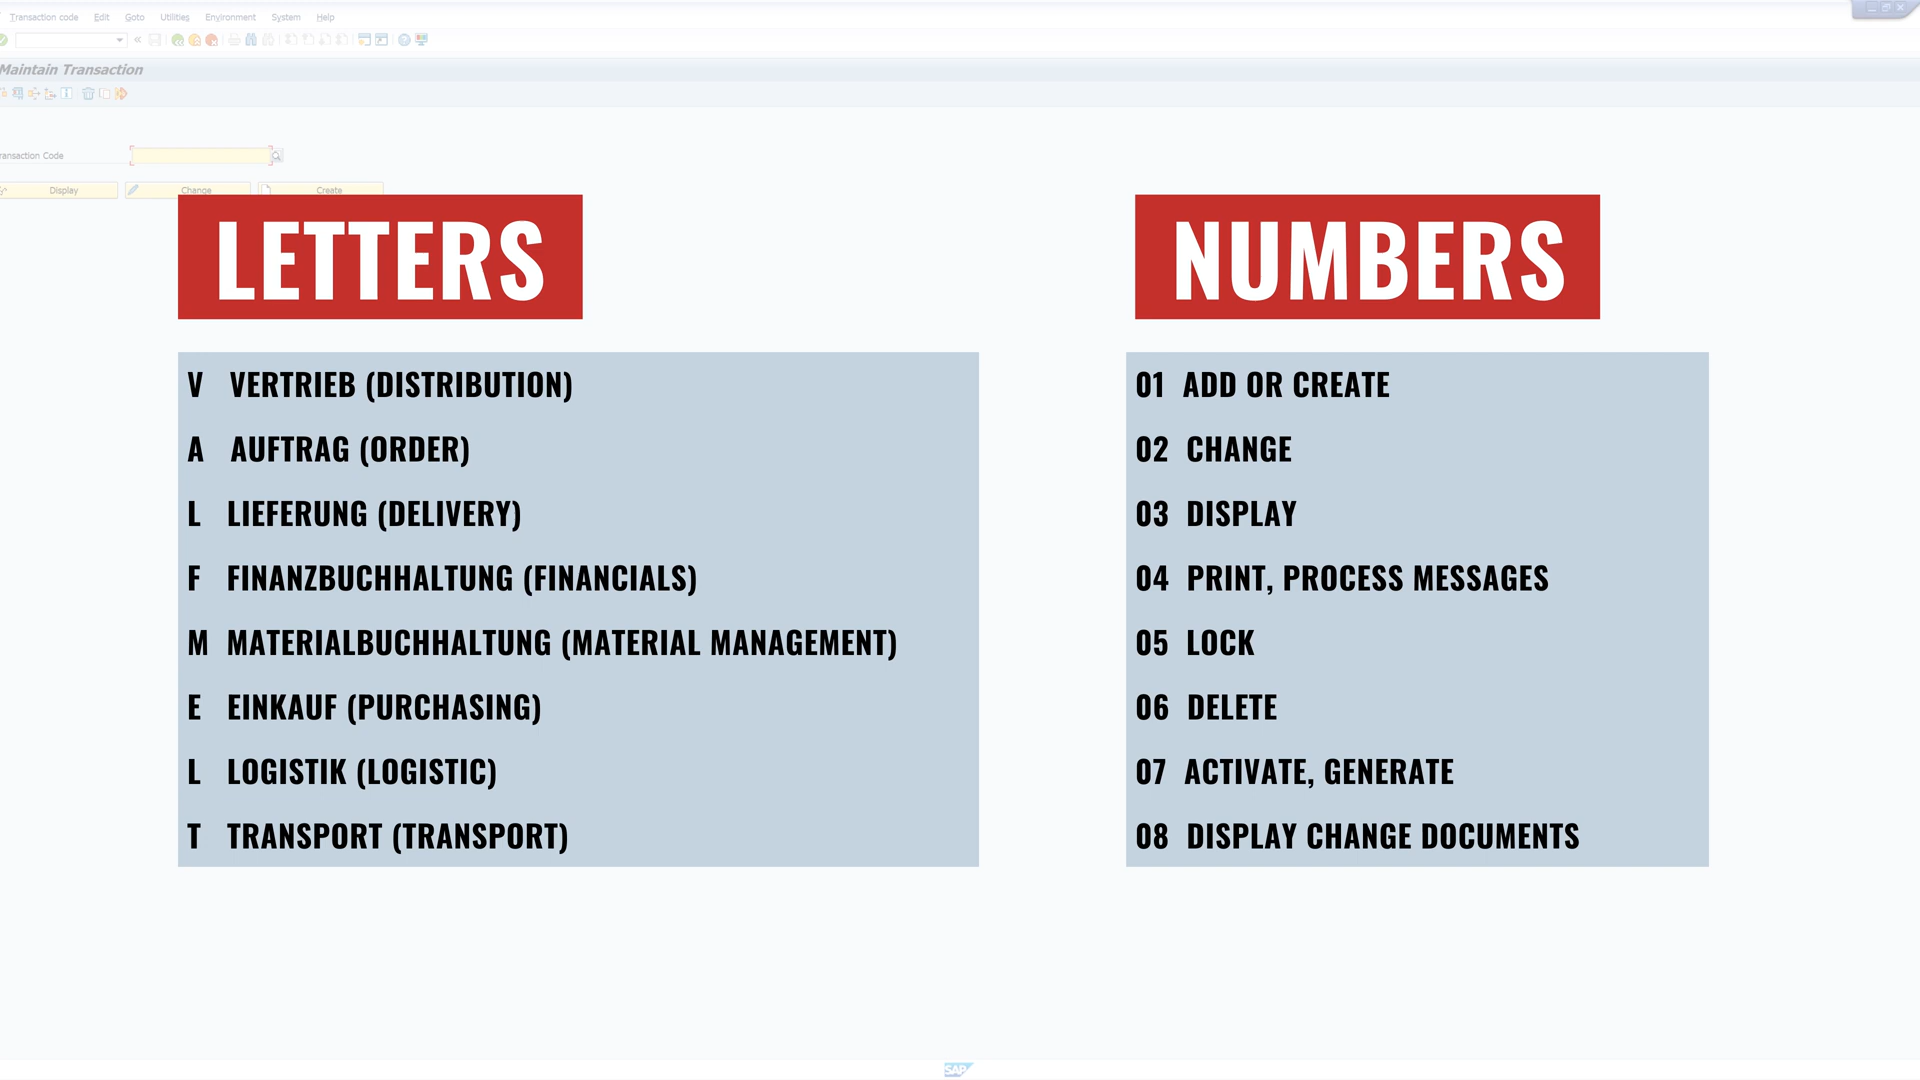 Transaction code Edit Goto Utilities Environment System Help
Maintain Transaction
ransaction Code
Display Change Create
LETTERS
V VERTRIEB (DISTRIBUTION)
A AUFTRAG (ORDER)
L LIEFERUNG (DELIVERY)
F FINANZBUCHHALTUNG (FINANCIALS)
M MATERIALBUCHHALTUNG (MATERIAL MANAGEMENT)
E EINKAUF (PURCHASING)
L LOGISTIK (LOGISTIC)
T TRANSPORT (TRANSPORT)
NUMBERS
01 ADD OR CREATE
02 CHANGE
03 DISPLAY
04 PRINT, PROCESS MESSAGES
05 LOCK
06 DELETE
07 ACTIVATE, GENERATE
08 DISPLAY CHANGE DOCUMENTS
SAP